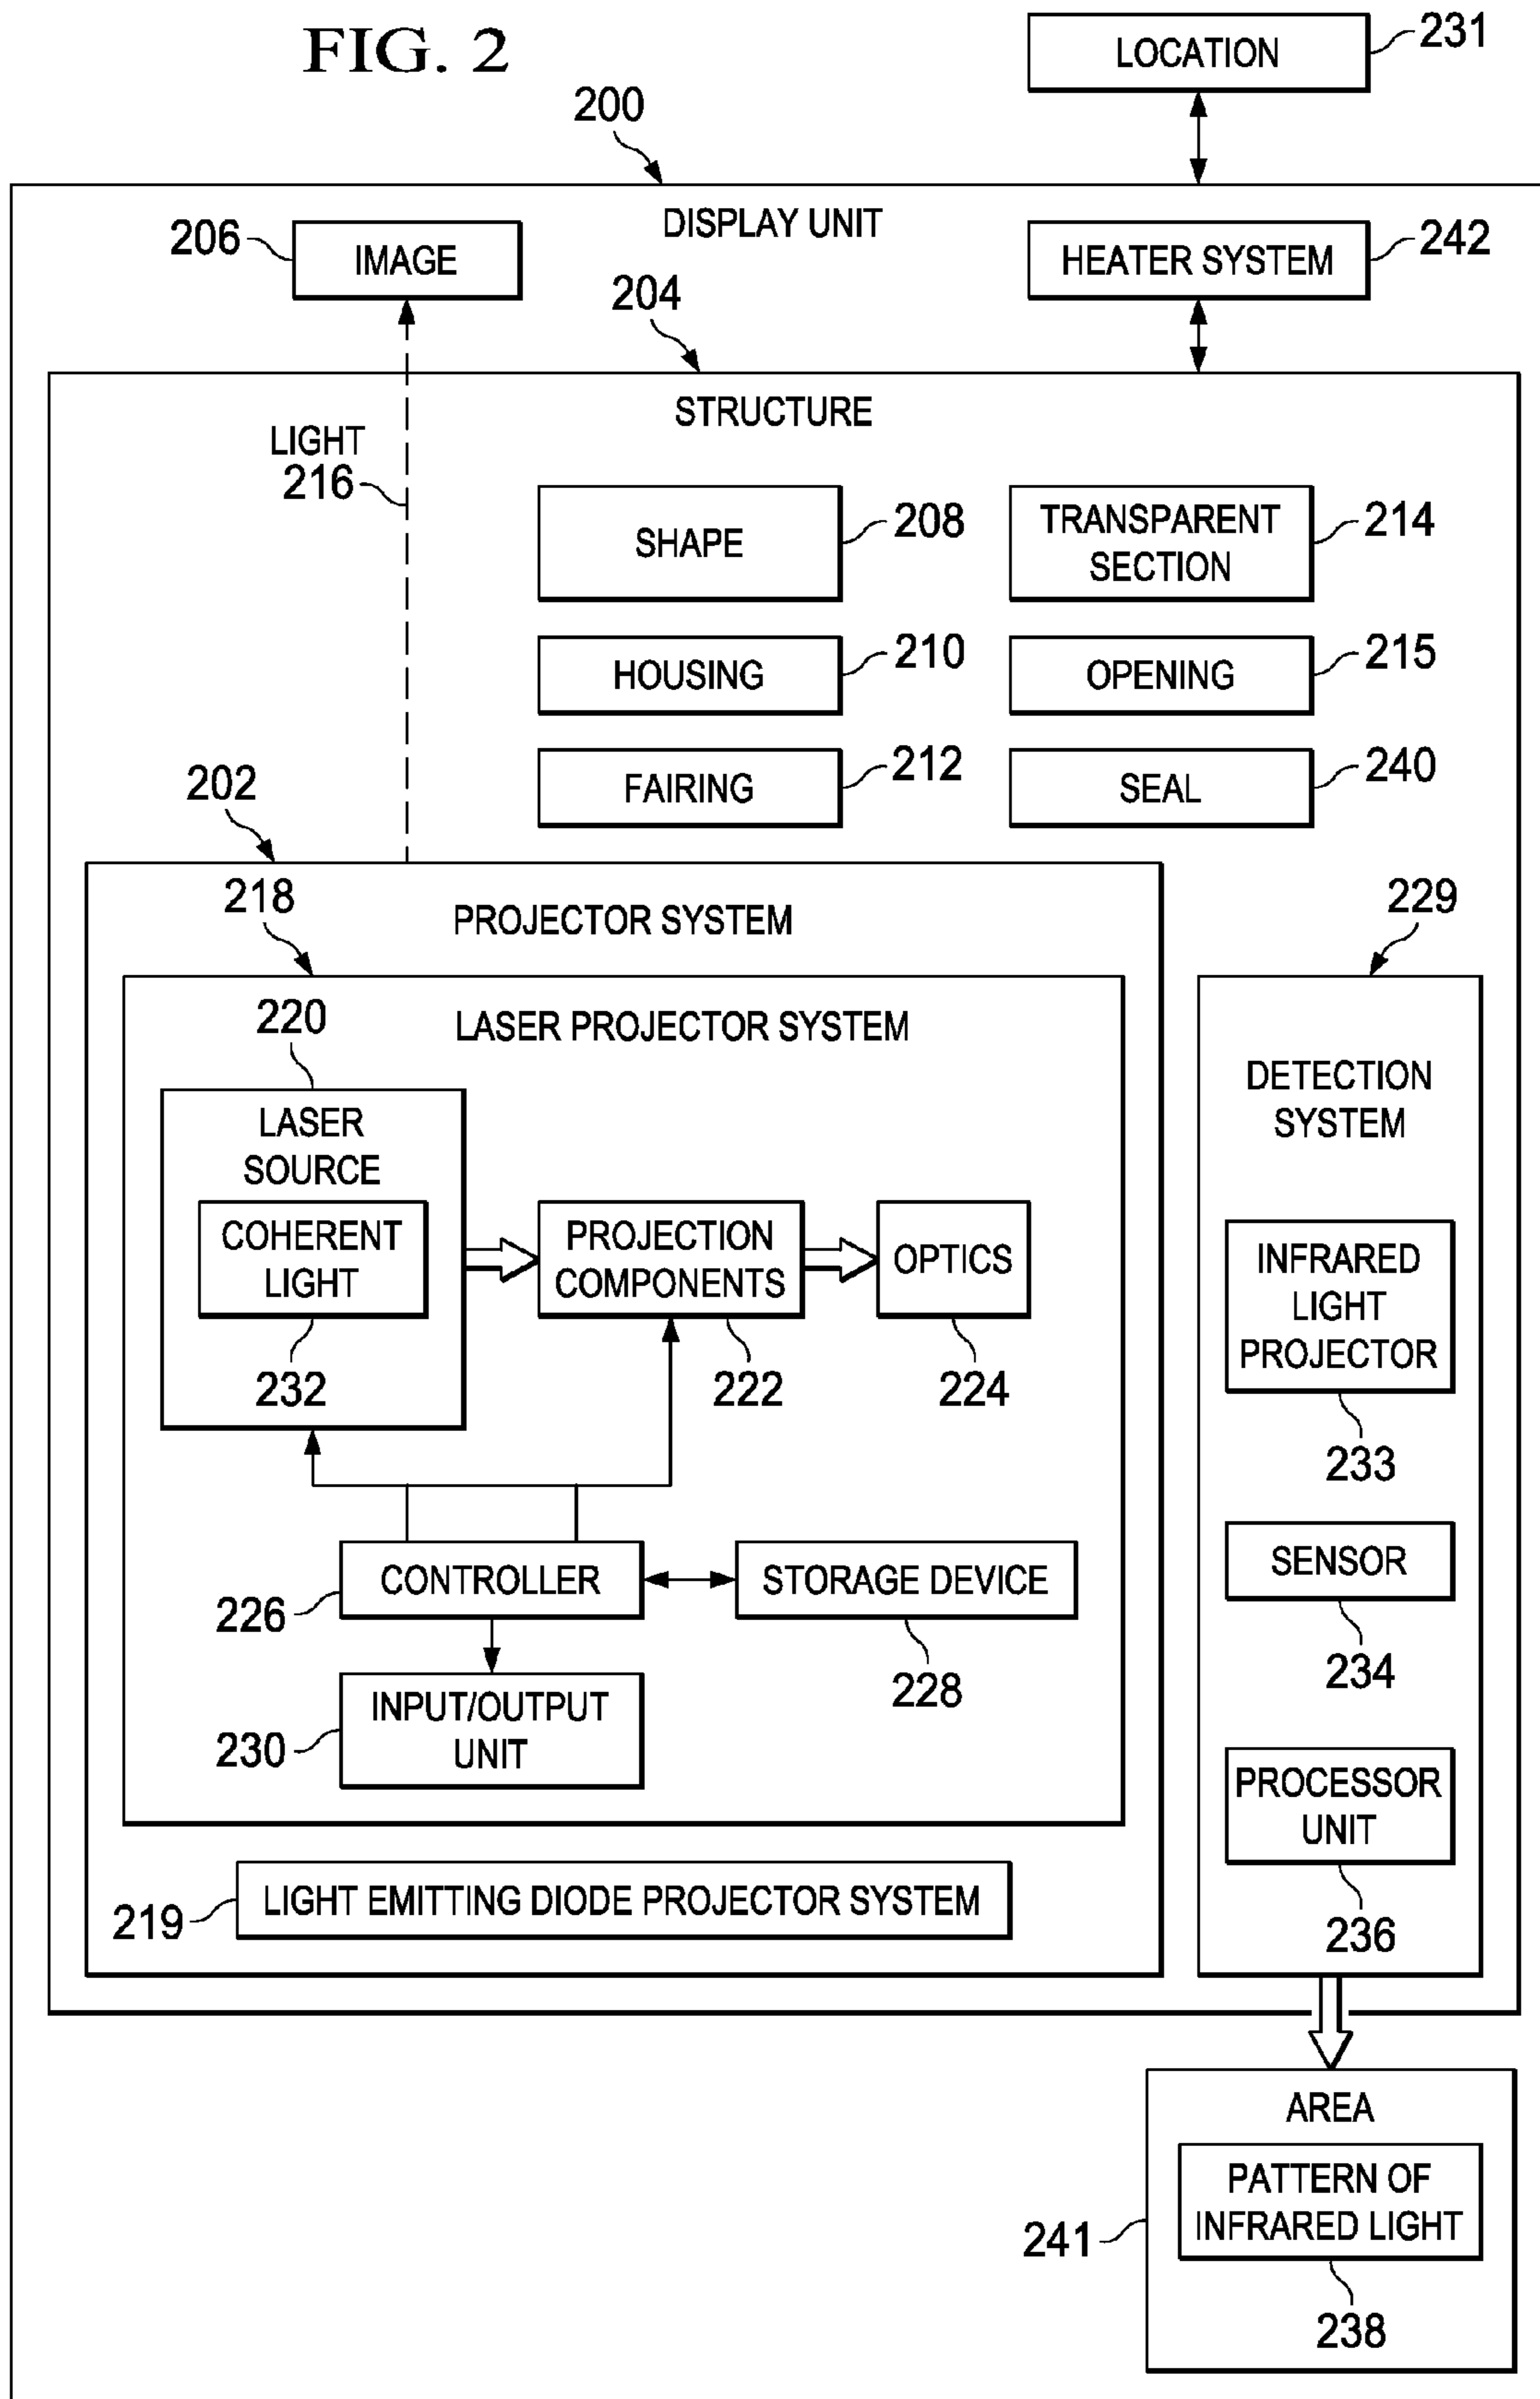 FIG. 2
LOCATION
231
200
DISPLAY UNIT
206
IMAGE
HEATER SYSTEM
242
204
STRUCTURE
LIGHT
216
SHAPE
208
TRANSPARENT
SECTION
214
HOUSING
210
OPENING
215
FAIRING
212
SEAL
240
202
PROJECTOR SYSTEM
218
LASER PROJECTOR SYSTEM
220
LASER
SOURCE
COHERENT
LIGHT
232
PROJECTION
COMPONENTS
222
OPTICS
224
CONTROLLER
226
STORAGE DEVICE
228
INPUT/OUTPUT
UNIT
230
LIGHT EMITTING DIODE PROJECTOR SYSTEM
219
229
DETECTION
SYSTEM
INFRARED
LIGHT
PROJECTOR
233
SENSOR
234
PROCESSOR
UNIT
236
AREA
PATTERN OF
INFRARED LIGHT
241
238